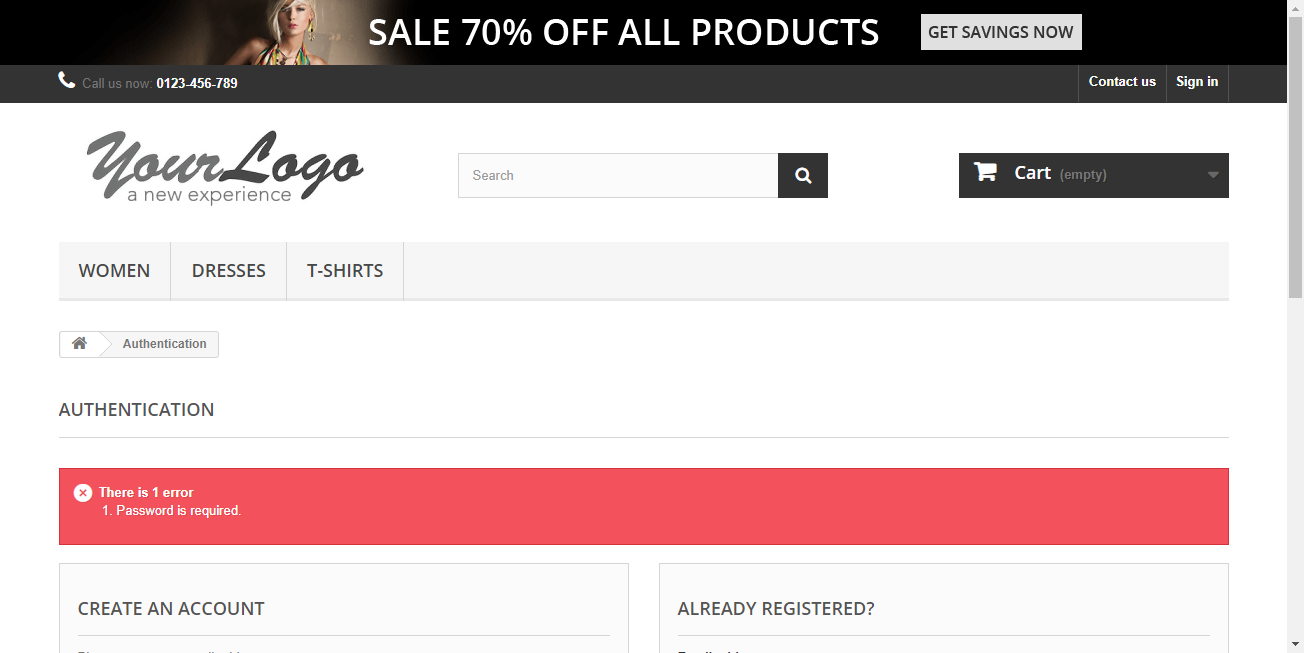 SALE 70% OFF ALL PRODUCTS
GET SAVINGS NOW
Call us now: 0123-456-789
Contact us
Sign in
YourLogo
a new experience
Search
Cart (empty)
WOMEN
DRESSES
T-SHIRTS
Authentication
AUTHENTICATION
There is 1 error
1. Password is required.
CREATE AN ACCOUNT
ALREADY REGISTERED?